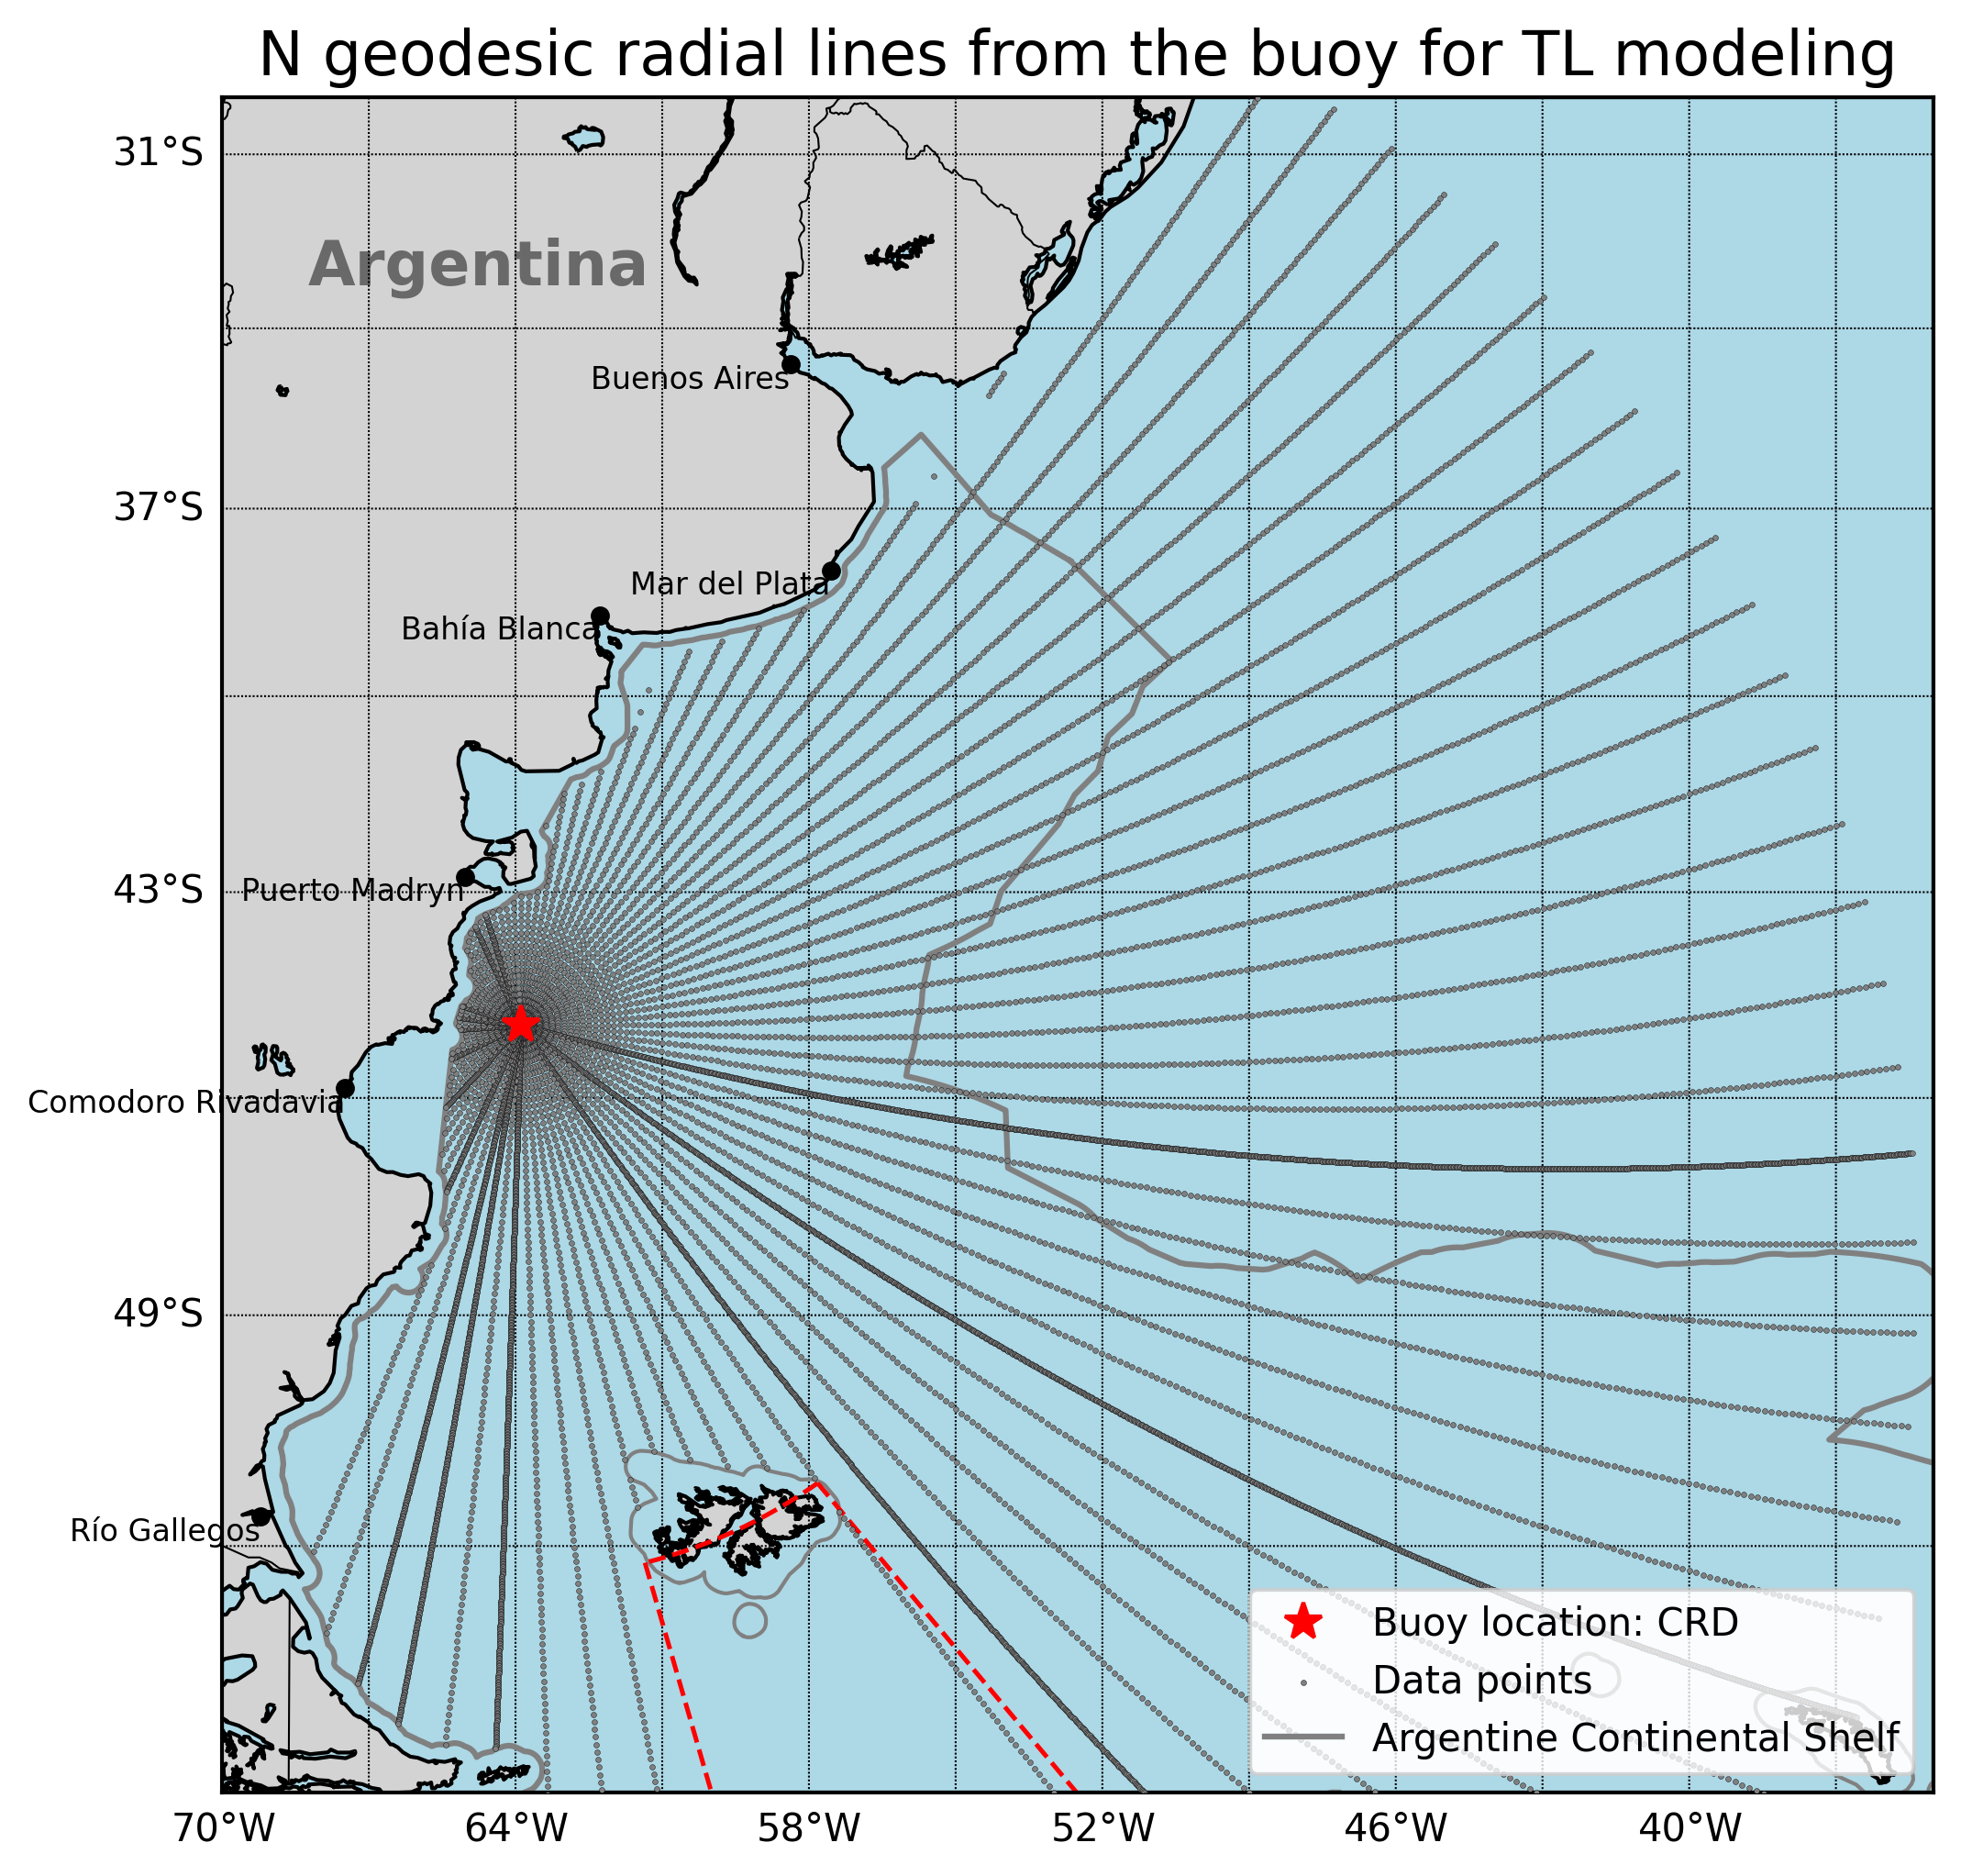 N geodesic radial lines from the buoy for TL modeling
31°S
Argentina
Buenos Aires
37°S
Mar del Plata
Bahía Blanca
43°S
Puerto Madryn
Comodoro Rivadavia
49°S
Río Gallegos
Buoy location: CRD
Data points
Argentine Continental Shelf
70°W 64°W 58°W 52°W 46°W 40°W